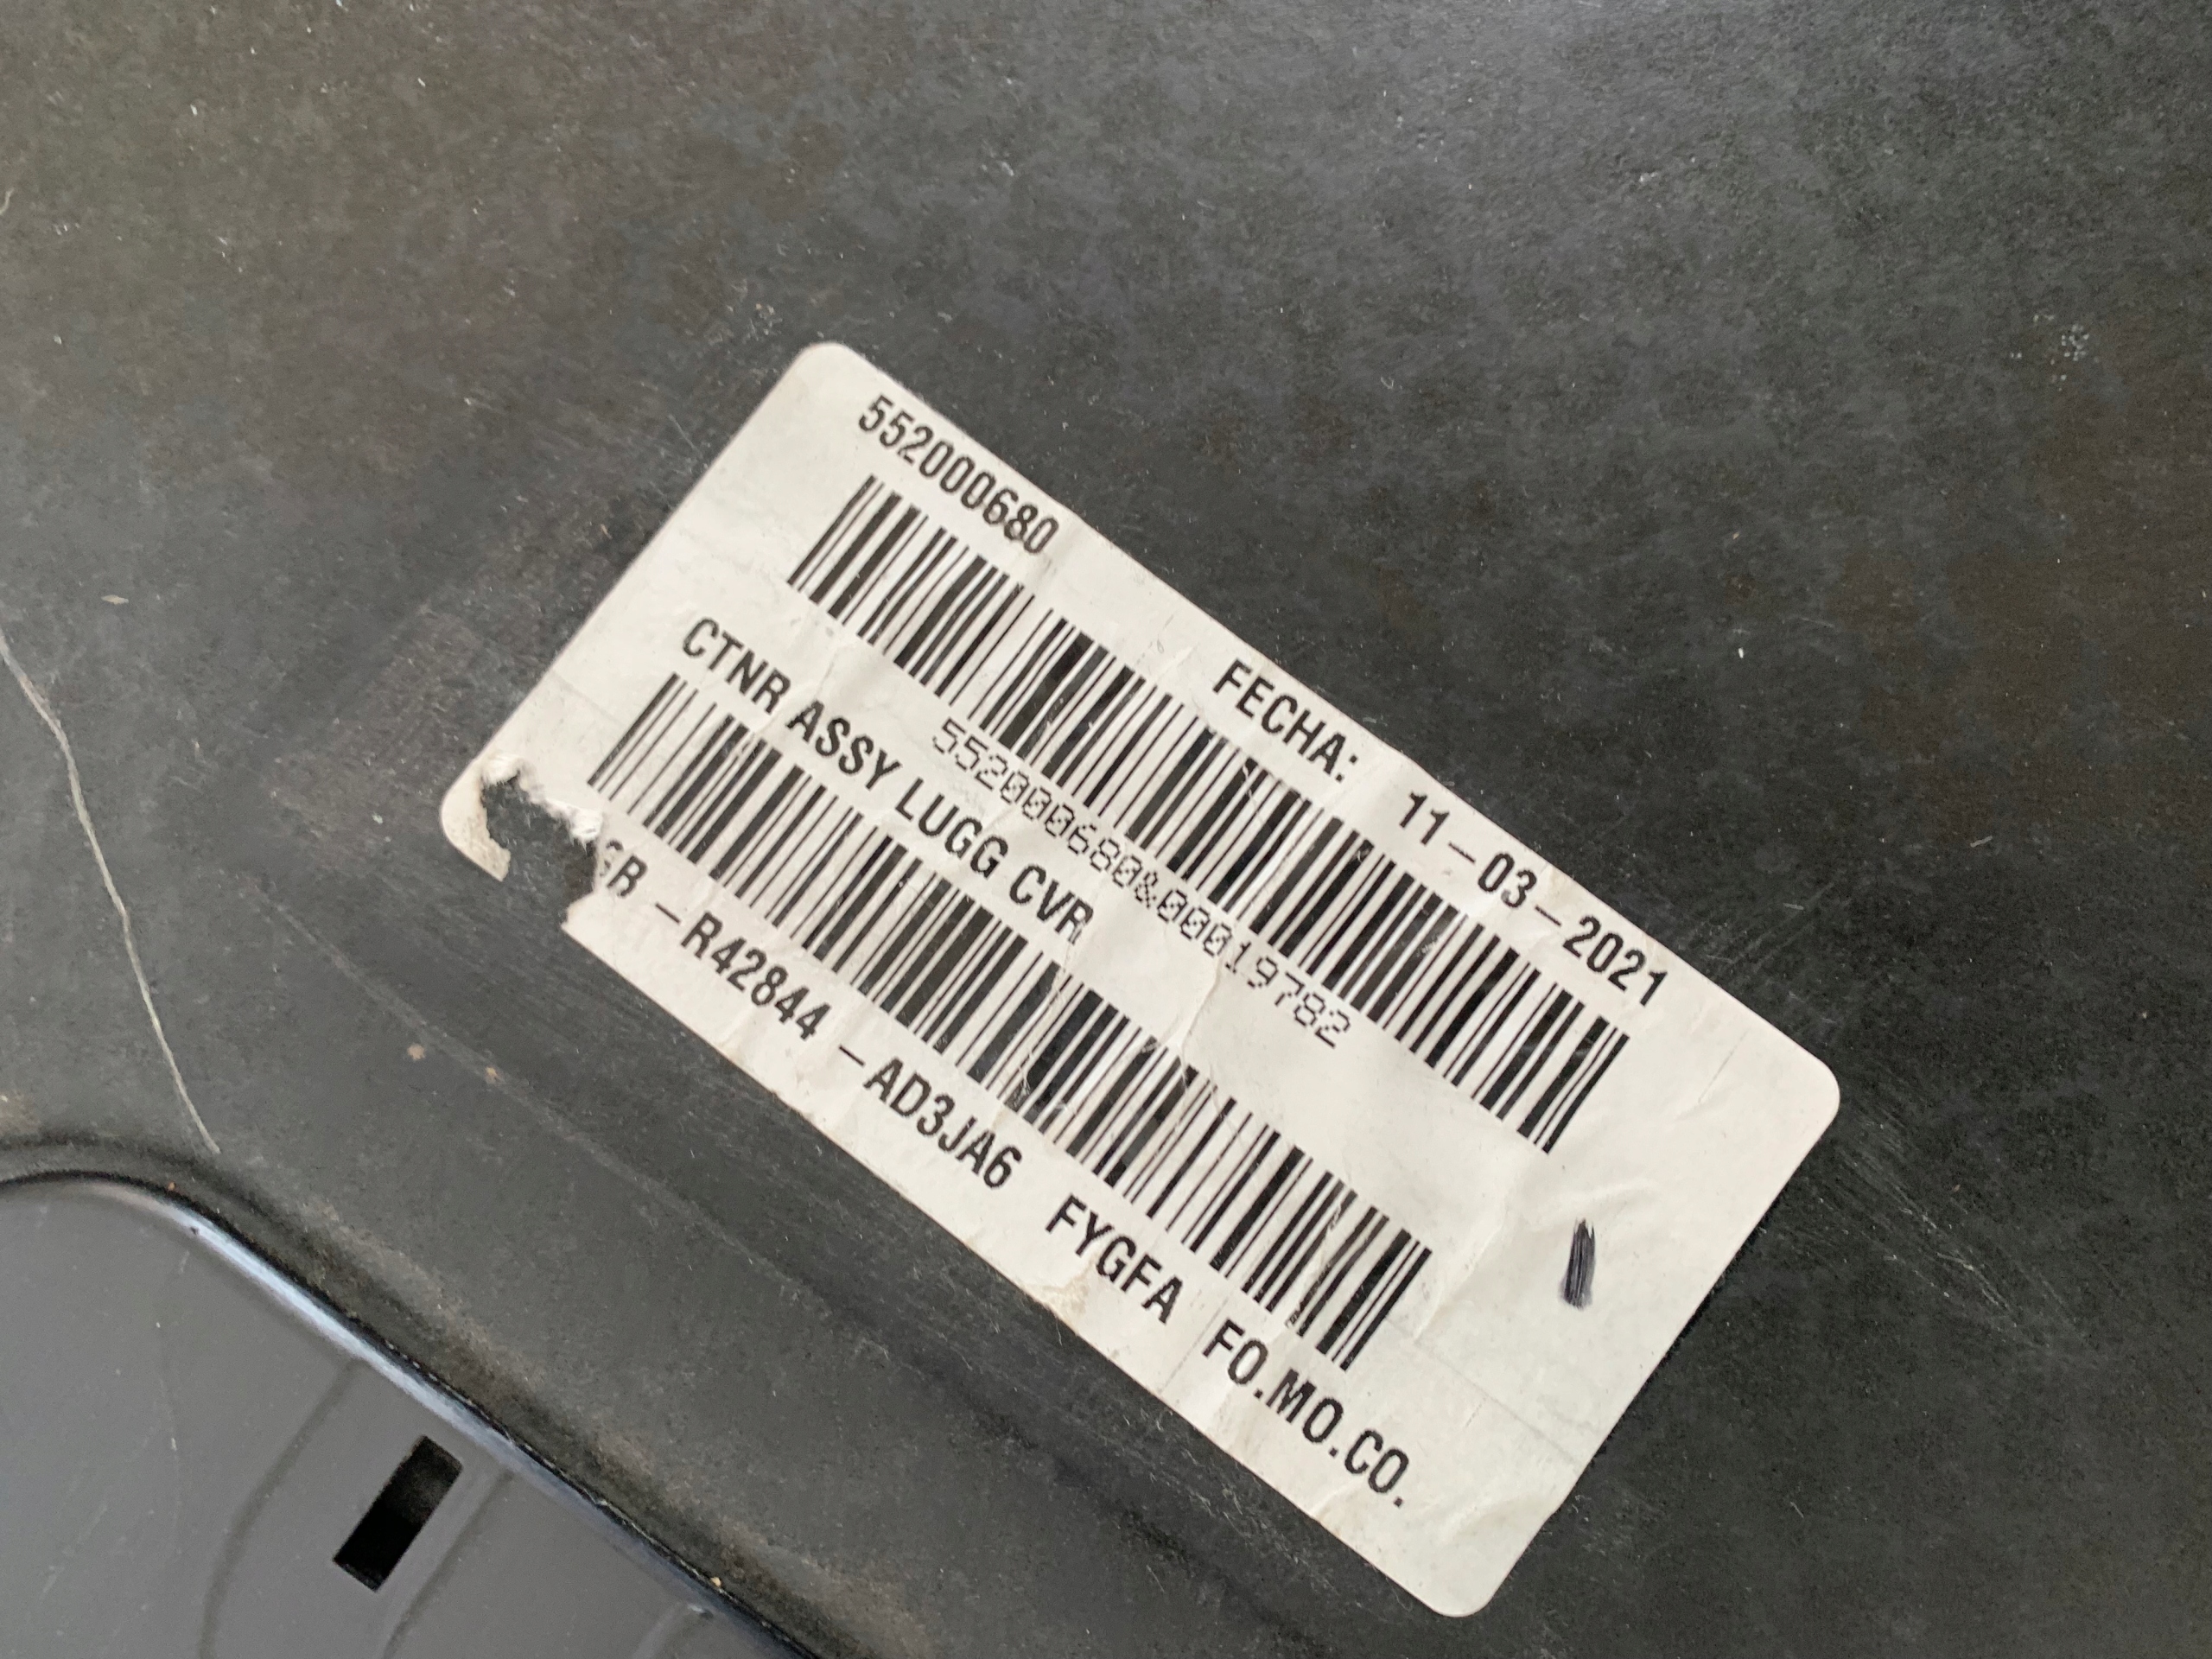 552000680
FECHA: 11-03-2021
552000680&00019782
CTNR ASSY LUGG CVR
-R42844 -AD3JA6 FYGFA FO.MO.CO.